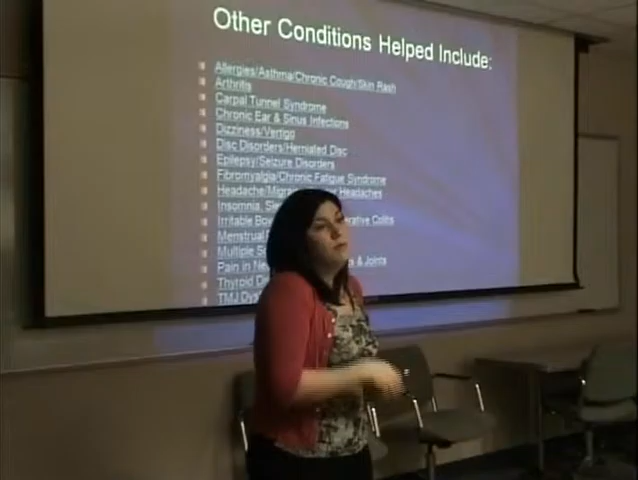 Other Conditions Helped Include:
Allergies/Asthma/Chronic Cough/Skin Rash
Arthritis
Carpal Tunnel Syndrome
Chronic Ear & Sinus Infections
Dizziness/Vertigo
Disc Disorders/Herniated Disc
Epilepsy/Seizure Disorders
Fibromyalgia/Chronic Fatigue Syndrome
Headache/ Headaches
Insomnia,
Irritable Colitis
Menstrual
Multiple
Pain in & Joints
Thyroid
TMJ